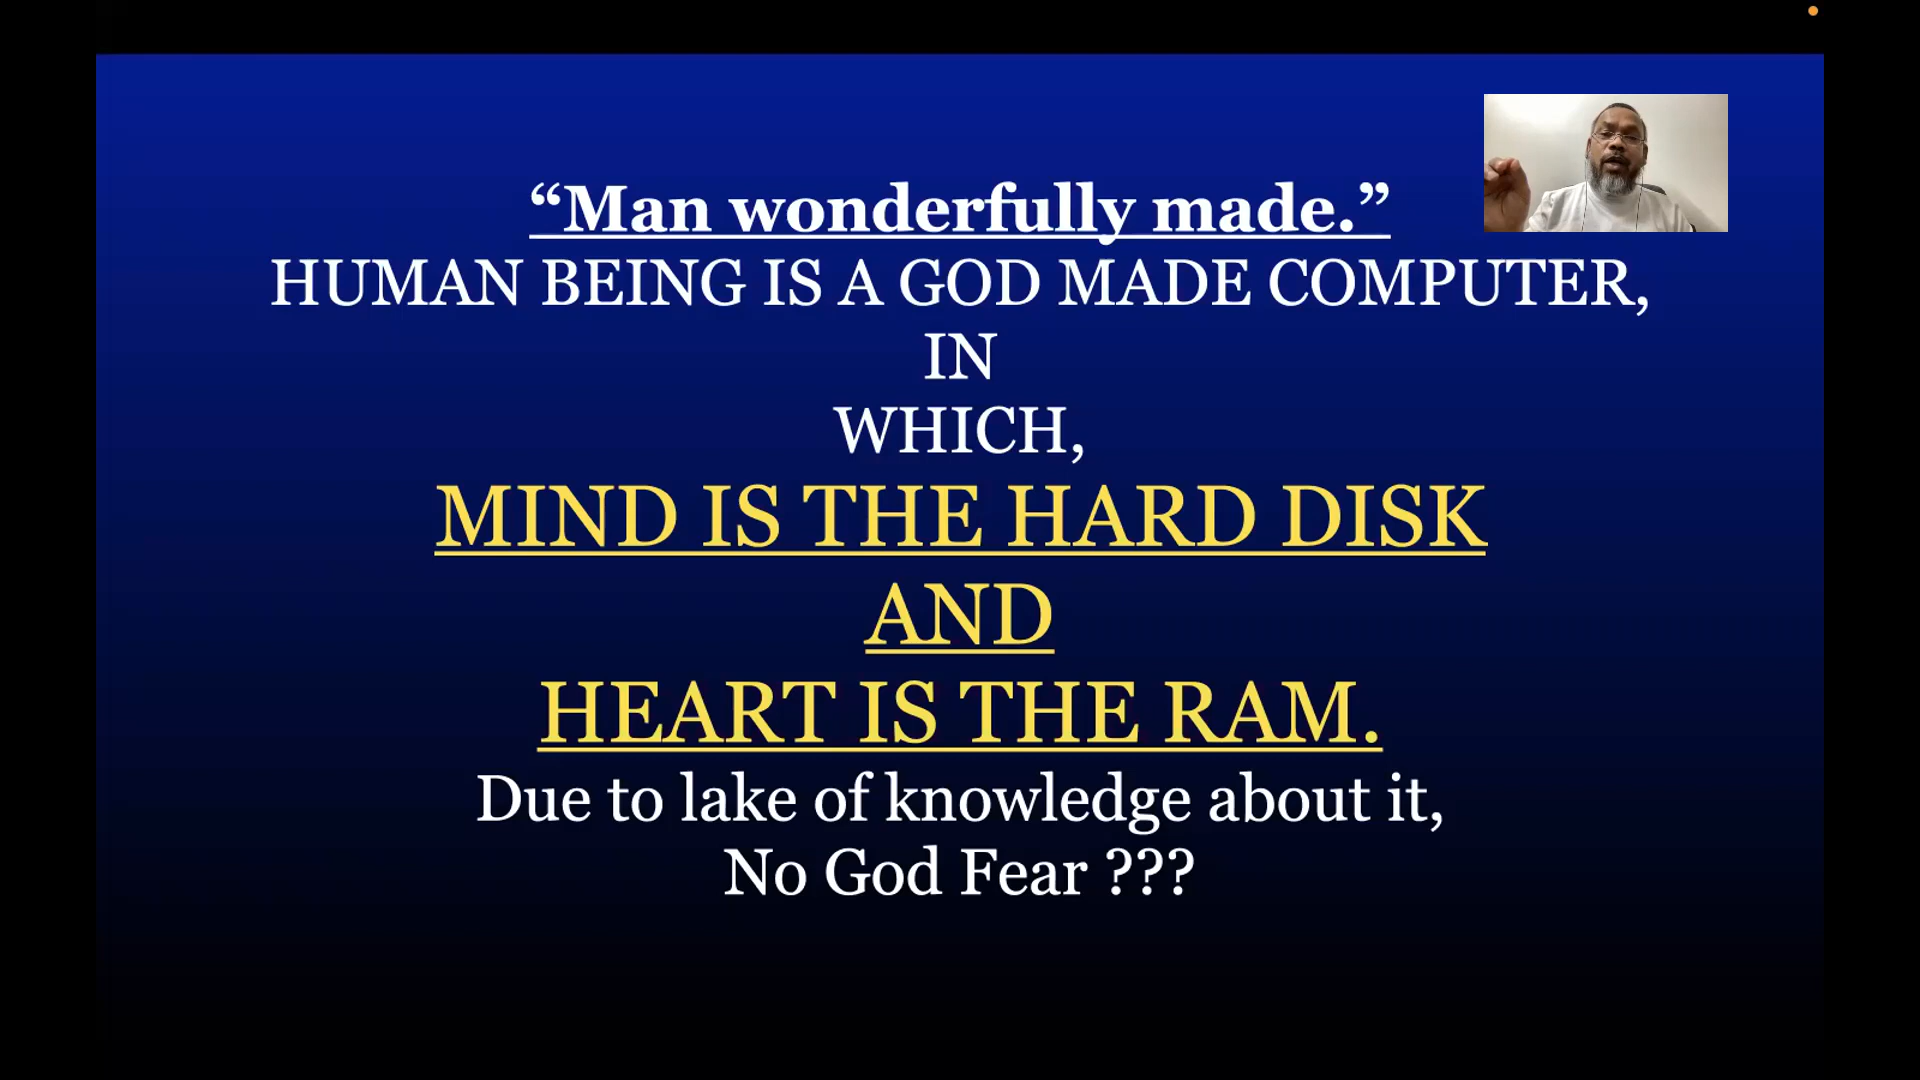 “Man wonderfully made.”
HUMAN BEING IS A GOD MADE COMPUTER,
IN
WHICH,
MIND IS THE HARD DISK
AND
HEART IS THE RAM.
Due to lake of knowledge about it,
No God Fear ???